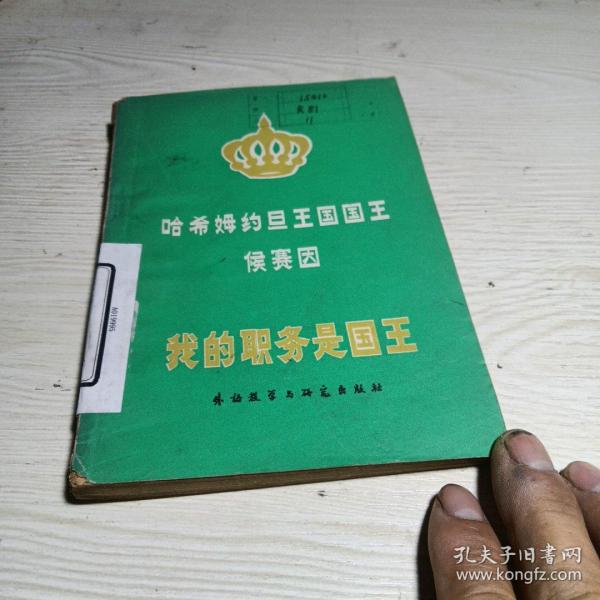 哈希姆约旦王国国王
侯赛因
我的职务是国王
外语教学与研究出版社
A019995
孔夫子旧书网
www.kongfz.com